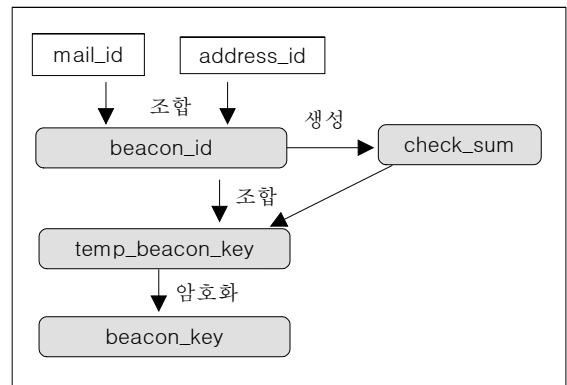 mail_id
address_id
조합
생성
beacon_id
check_sum
조합
temp_beacon_key
암호화
beacon_key